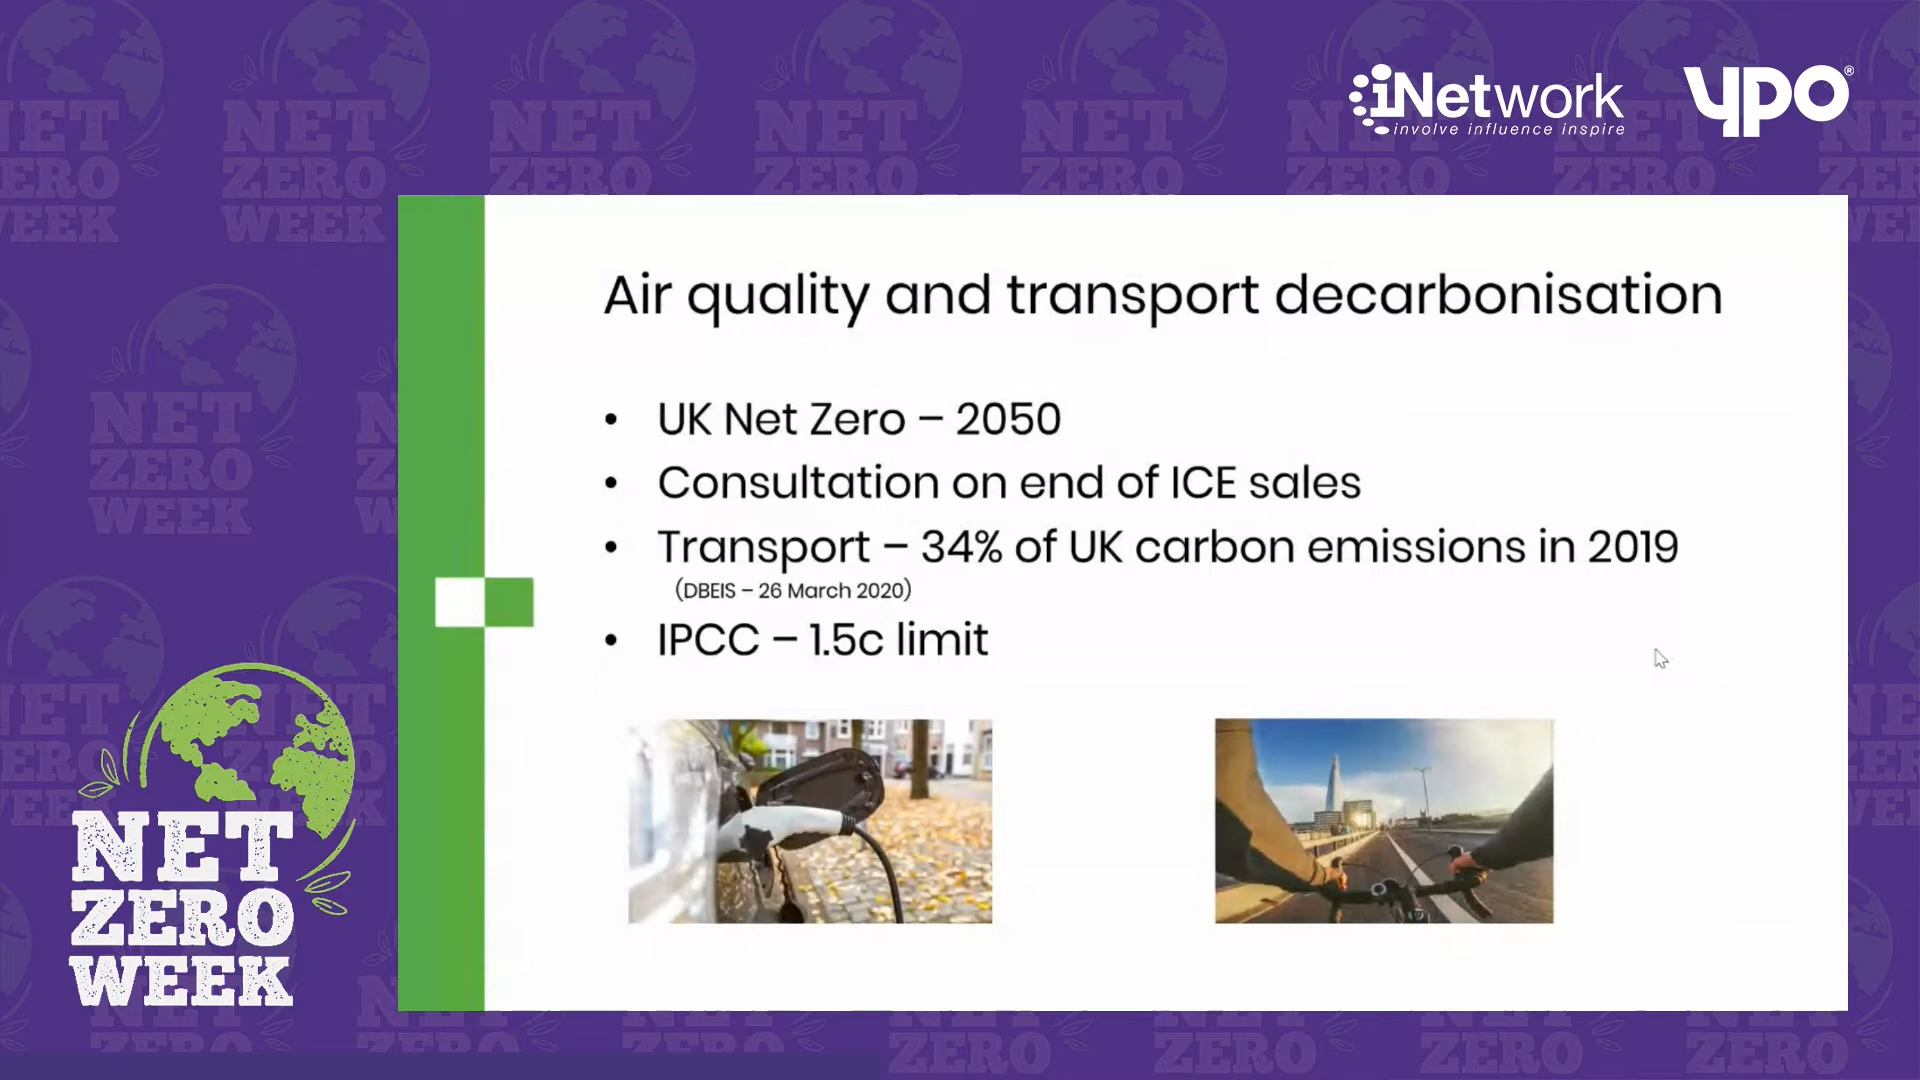 iNetwork
involve influence inspire
ypo®
Air quality and transport decarbonisation
• UK Net Zero – 2050
• Consultation on end of ICE sales
• Transport – 34% of UK carbon emissions in 2019
(DBEIS – 26 March 2020)
• IPCC – 1.5c limit
NET
ZERO
WEEK